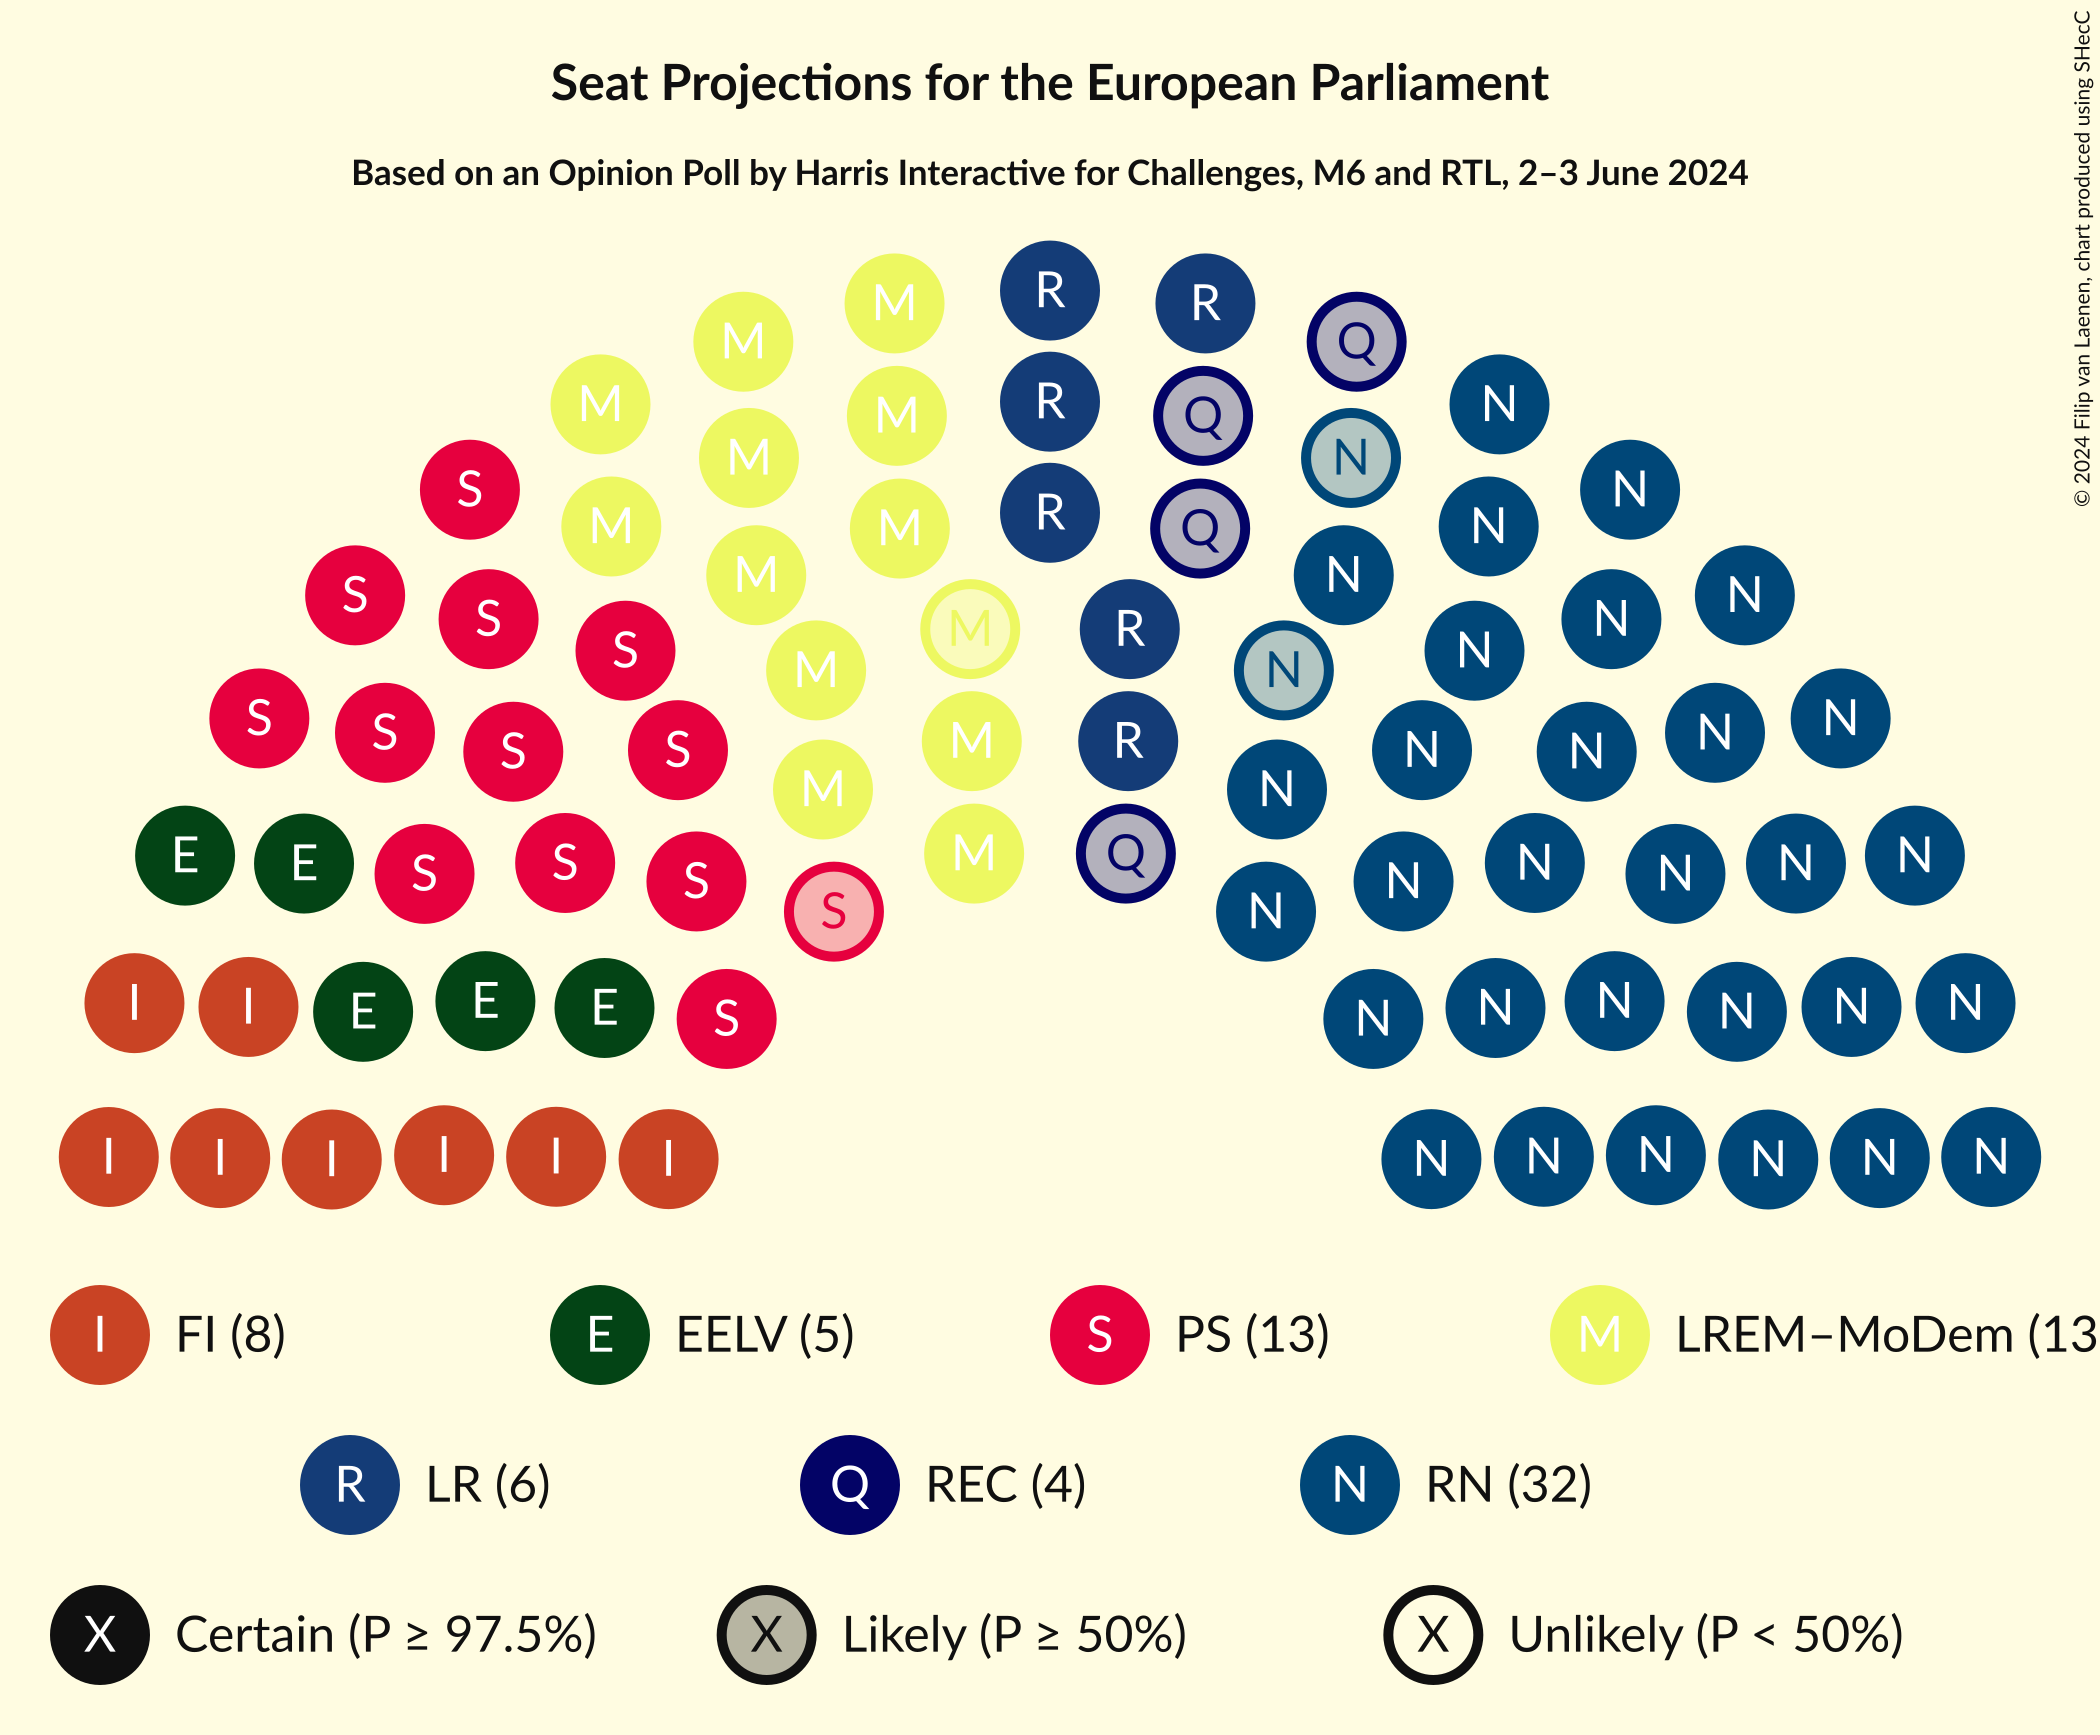 Seat Projections for the European Parliament
Based on an Opinion Poll by Harris Interactive for Challenges, M6 and RTL, 2–3 June 2024
© 2024 Filip van Laenen, chart produced using SHecC
R
M R
M Q
M N
R
M Q
M N
S N
R
M Q
M N
M N
S N
S N
M R
S N
M N
S N
S N
M R
S N
S N
S N
M N
M Q
E N
E N
S N
S N
S N
S N
I N
I N
E N
E N
E N
S N
I I I I I I N N N N N N
I FI (8) E EELV (5) S PS (13) M LREM–MoDem (13
R LR (6) Q REC (4) N RN (32)
X Certain (P ≥ 97.5%) X Likely (P ≥ 50%) X Unlikely (P < 50%)